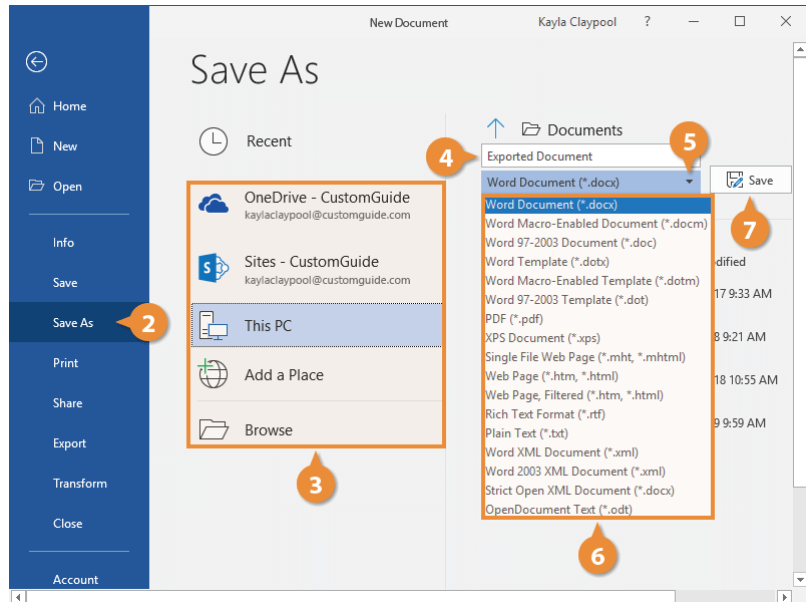 New Document
Kayla Claypool
?
Save As
Home
New
Open
Info
Save
Save As
2
Print
Share
Export
Transform
Close
Account
Recent
OneDrive - CustomGuide
kaylaclaypool@customguide.com
Sites - CustomGuide
kaylaclaypool@customguide.com
This PC
Add a Place
Browse
3
Documents
4
Exported Document
5
Word Document (*.docx)
Save
7
Word Document (*.docx)
Word Macro-Enabled Document (*.docm)
Word 97-2003 Document (*.doc)
Word Template (*.dotx)
Word Macro-Enabled Template (*.dotm)
Word 97-2003 Template (*.dot)
PDF (*.pdf)
XPS Document (*.xps)
Single File Web Page (*.mht, *.mhtml)
Web Page (*.htm, *.html)
Web Page, Filtered (*.htm, *.html)
Rich Text Format (*.rtf)
Plain Text (*.txt)
Word XML Document (*.xml)
Word 2003 XML Document (*.xml)
Strict Open XML Document (*.docx)
OpenDocument Text (*.odt)
6
dified
17 9:33 AM
8 9:21 AM
18 10:55 AM
9 9:59 AM